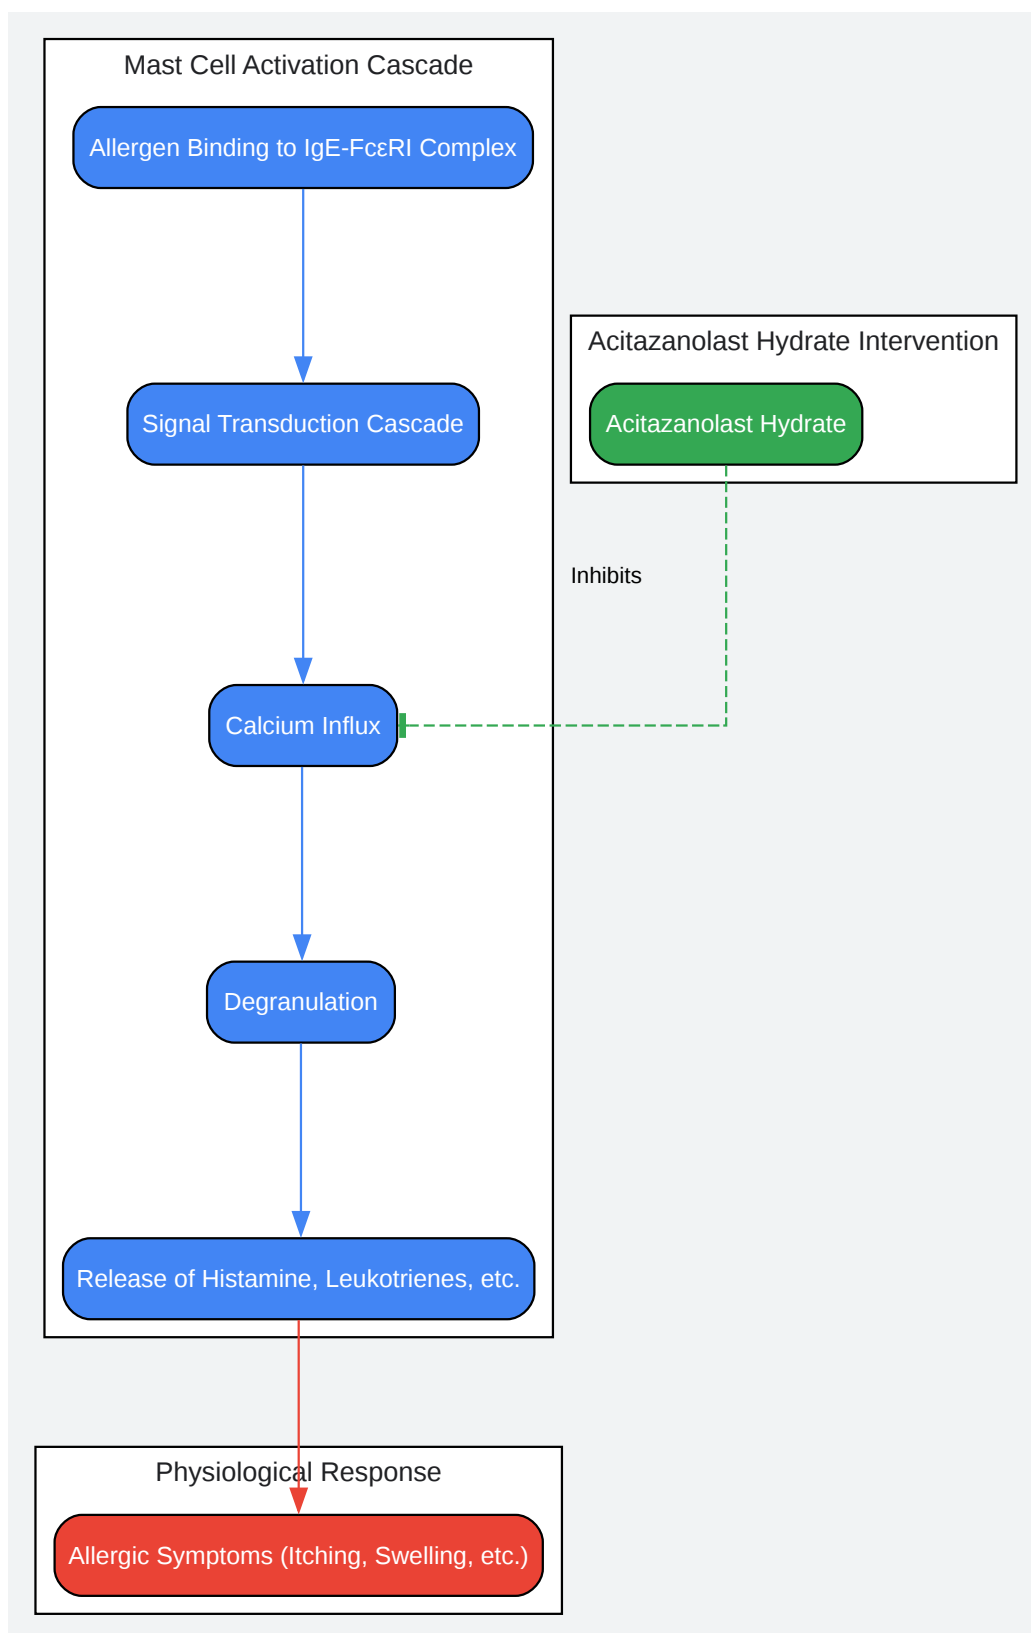 Mast Cell Activation Cascade
Allergen Binding to IgE-FcεRI Complex
Acitazanolast Hydrate Intervention
Signal Transduction Cascade
Acitazanolast Hydrate
Inhibits
Calcium Influx
Degranulation
Release of Histamine, Leukotrienes, etc.
Physiological Response
Allergic Symptoms (Itching, Swelling, etc.)